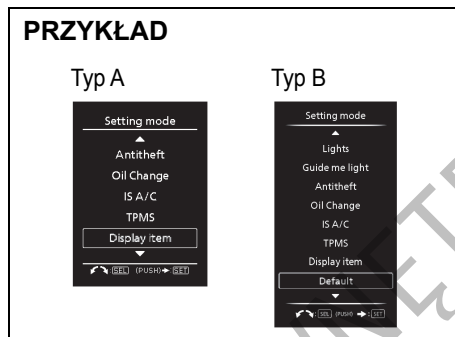 PRZYKŁAD
Typ A
Setting mode
Antitheft
Oil Change
IS A/C
TPMS
Display item
:SEL (PUSH) :SET
Typ B
Setting mode
Lights
Guide me light
Antitheft
Oil Change
IS A/C
TPMS
Display item
Default
:SEL (PUSH) :SET